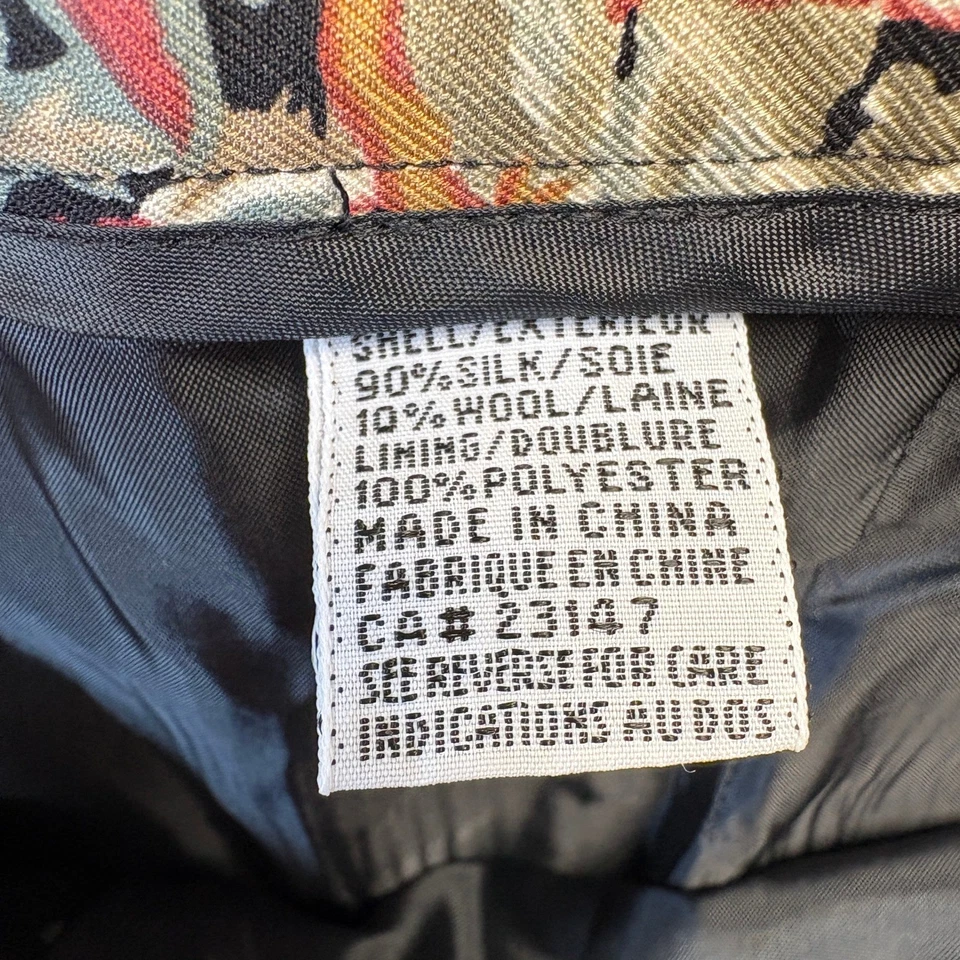 SHELL/EXTERIEUR
90% SILK/SOIE
10% WOOL/LAINE
LINING/DOUBLURE
100% POLYESTER
MADE IN CHINA
FABRIQUE EN CHINE
CA# 23147
SEE REVERSE FOR CARE
INDICATIONS AU DOS